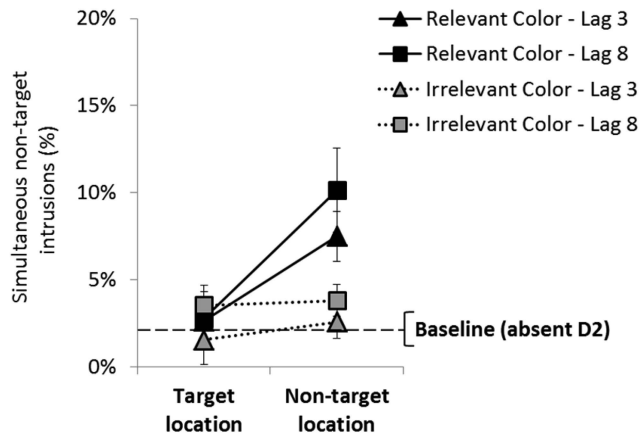 20%
15%
10%
5%
0%
Simultaneous non-target
intrusions (%)
Relevant Color - Lag 3
Relevant Color - Lag 8
Irrelevant Color - Lag 3
Irrelevant Color - Lag 8
Baseline (absent D2)
Target
location
Non-target
location